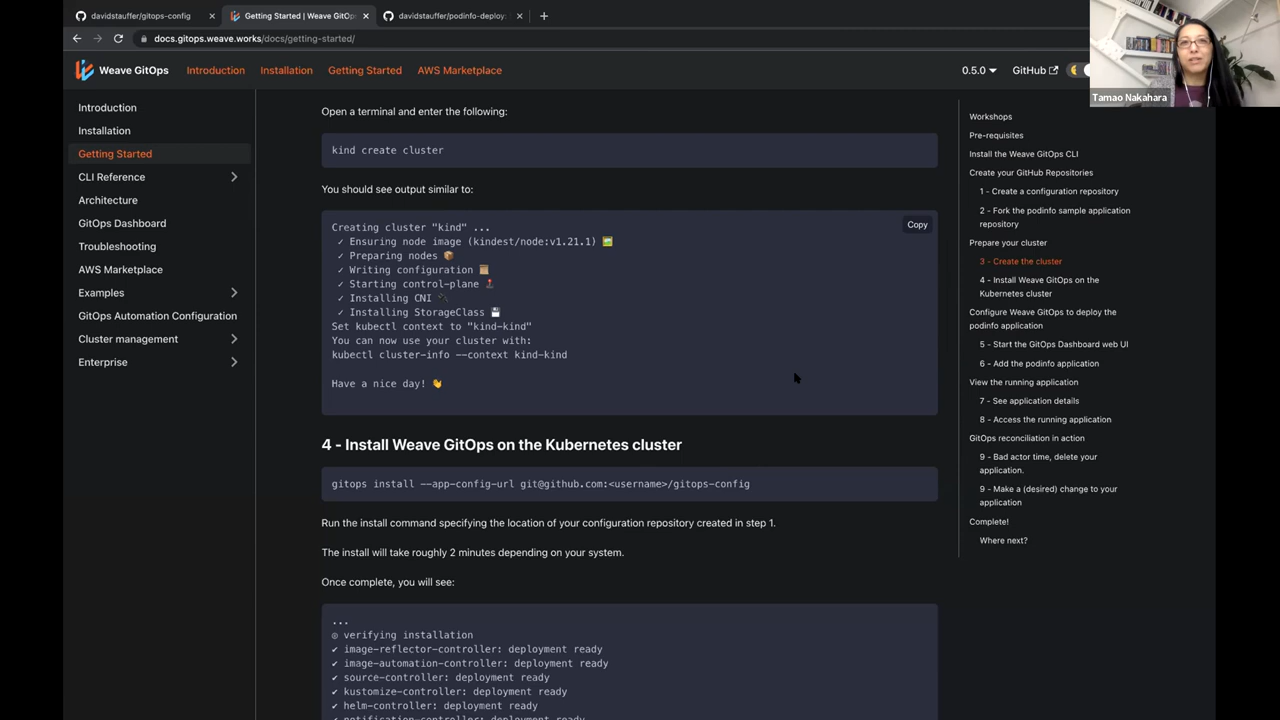 davidstauffer/gitops-config
Getting Started | Weave GitOps
davidstauffer/podinfo-deploy:
docs.gitops.weave.works/docs/getting-started/
Weave GitOps
Introduction
Installation
Getting Started
AWS Marketplace
0.5.0
GitHub
Tamao Nakahara
Introduction
Installation
Getting Started
CLI Reference
Architecture
GitOps Dashboard
Troubleshooting
AWS Marketplace
Examples
GitOps Automation Configuration
Cluster management
Enterprise
Open a terminal and enter the following:
kind create cluster
You should see output similar to:
Copy
Creating cluster "kind" ...
✓ Ensuring node image (kindest/node:v1.21.1) 🖼
✓ Preparing nodes 📦
✓ Writing configuration 📜
✓ Starting control-plane 🕹
✓ Installing CNI 🔌
✓ Installing StorageClass 💾
Set kubectl context to "kind-kind"
You can now use your cluster with:
kubectl cluster-info --context kind-kind
Have a nice day! 👋
4 - Install Weave GitOps on the Kubernetes cluster
gitops install --app-config-url git@github.com:<username>/gitops-config
Run the install command specifying the location of your configuration repository created in step 1.
The install will take roughly 2 minutes depending on your system.
Once complete, you will see:
...
◎ verifying installation
✔ image-reflector-controller: deployment ready
✔ image-automation-controller: deployment ready
✔ source-controller: deployment ready
✔ kustomize-controller: deployment ready
✔ helm-controller: deployment ready
✔ notification-controller: deployment ready
Workshops
Pre-requisites
Install the Weave GitOps CLI
Create your GitHub Repositories
1 - Create a configuration repository
2 - Fork the podinfo sample application
repository
Prepare your cluster
3 - Create the cluster
4 - Install Weave GitOps on the
Kubernetes cluster
Configure Weave GitOps to deploy the
podinfo application
5 - Start the GitOps Dashboard web UI
6 - Add the podinfo application
View the running application
7 - See application details
8 - Access the running application
GitOps reconciliation in action
9 - Bad actor time, delete your
application.
9 - Make a (desired) change to your
application
Complete!
Where next?